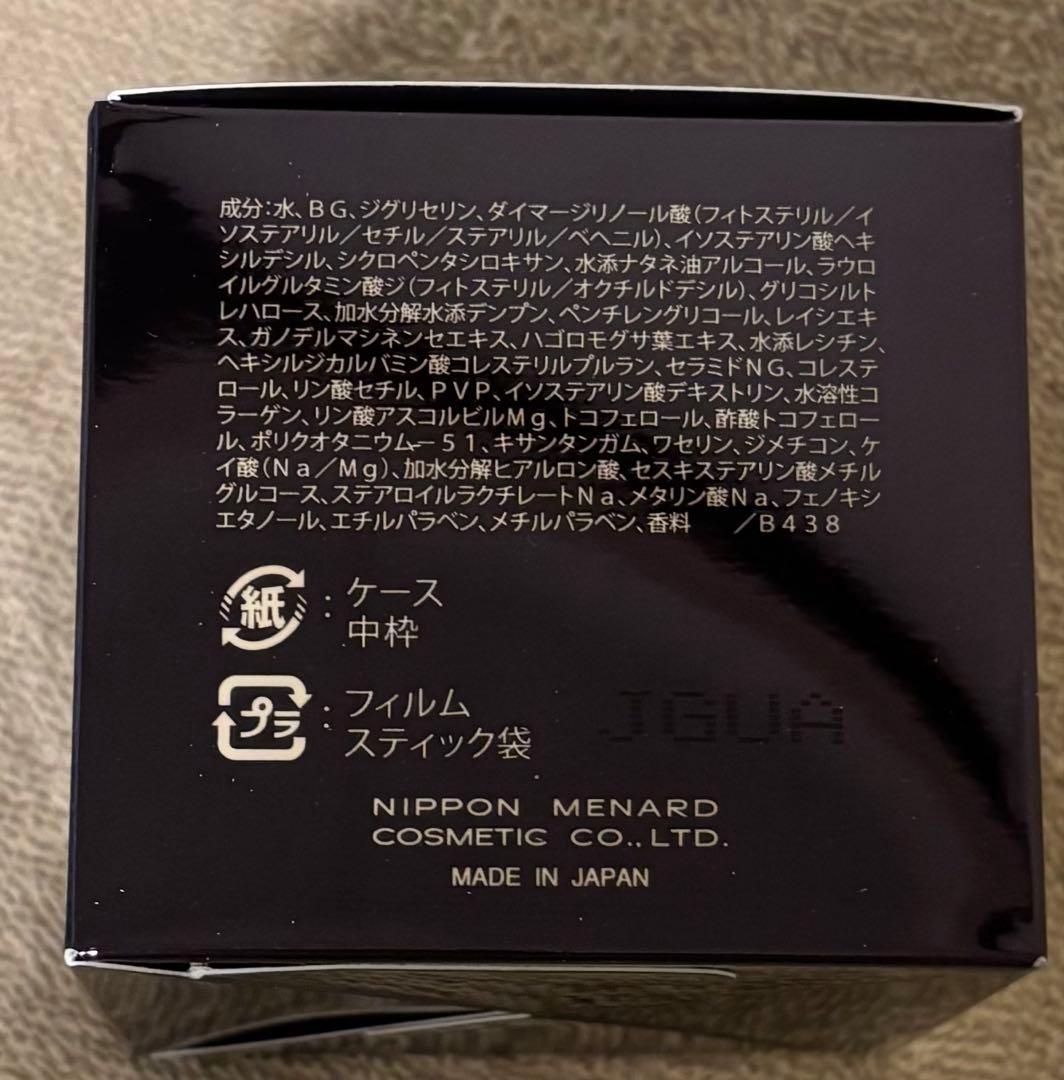 成分:水、BG、ジグリセリン、ダイマージリノール酸(フィトステリル/イ
ソステアリル/セチル/ステアリル/ベヘニル)、イソステアリン酸ヘキ
シルデシル、シクロペンタシロキサン、水添ナタネ油アルコール、ラウロ
イルグルタミン酸ジ(フィトステリル/オクチルドデシル)、グリコシルト
レハロース、加水分解水添デンプン、ペンチレングリコール、レイシエキ
ス、ガノデルマシネンセエキス、ハゴロモグサ葉エキス、水添レシチン、
ヘキシルジカルバミン酸コレステリルプルラン、セラミドNG、コレステ
ロール、リン酸セチル、PVP、イソステアリン酸デキストリン、水溶性コ
ラーゲン、リン酸アスコルビルMg、トコフェロール、酢酸トコフェロー
ル、ポリクオタニウム-51、キサンタンガム、ワセリン、ジメチコン、ケ
イ酸(Na/Mg)、加水分解ヒアルロン酸、セスキステアリン酸メチル
グルコース、ステアロイルラクチレートNa、メタリン酸Na、フェノキシ
エタノール、エチルパラベン、メチルパラベン、香料 /B438
紙:ケース
中枠
プラ:フィルム
スティック袋
JGUA
NIPPON MENARD
COSMETIC CO.,LTD.
MADE IN JAPAN